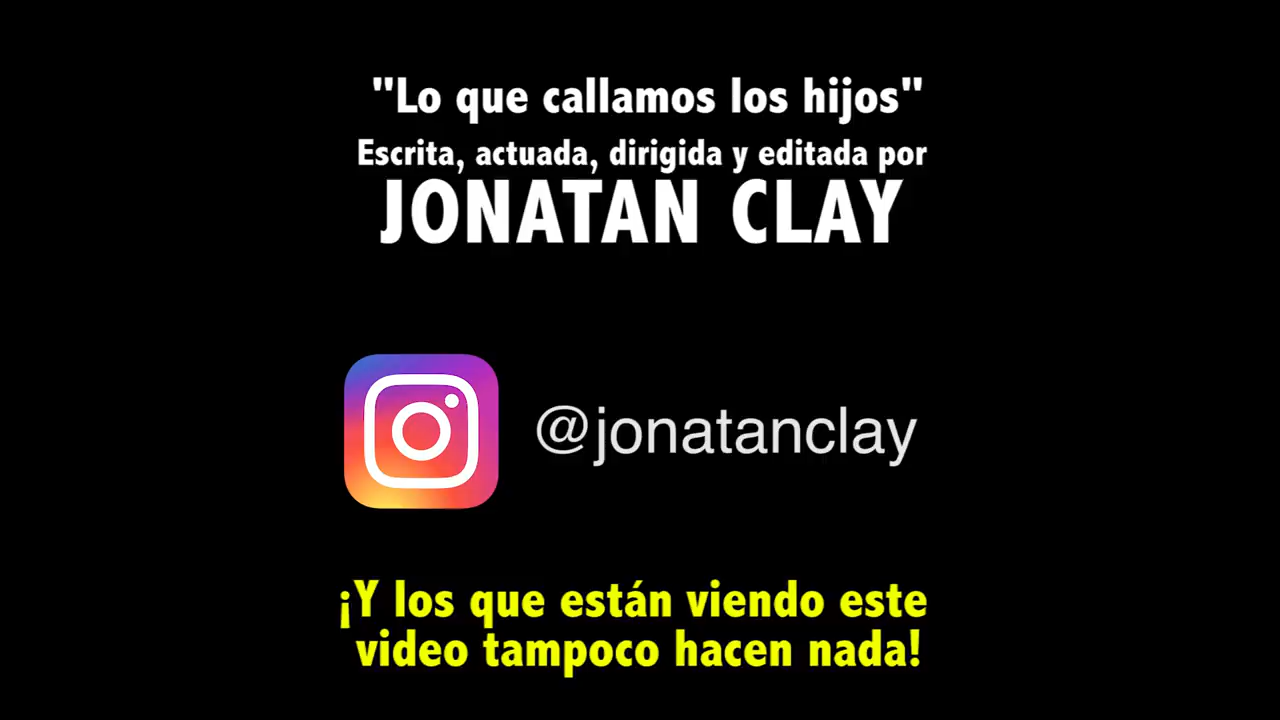 "Lo que callamos los hijos"
Escrita, actuada, dirigida y editada por
JONATAN CLAY
@jonatanclay
¡Y los que están viendo este
video tampoco hacen nada!